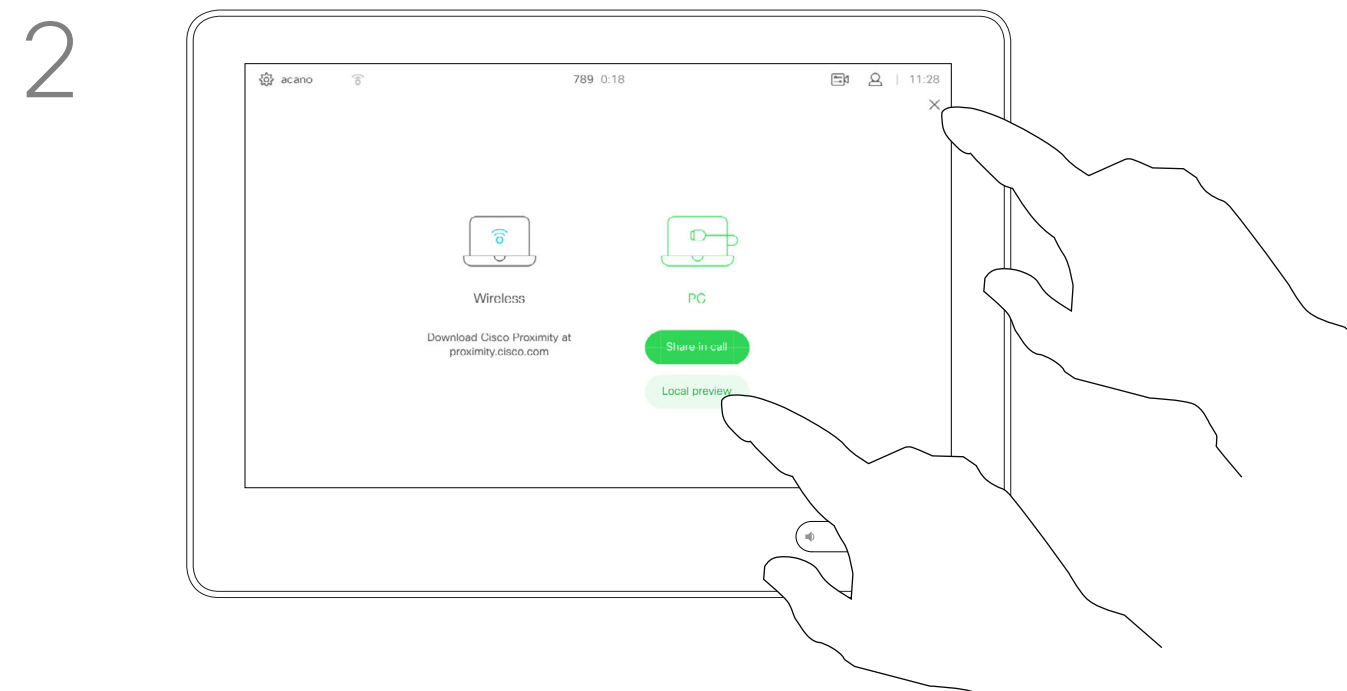 2
acano
789 0:18
11:28
Wireless
PC
Download Cisco Proximity at
proximity.cisco.com
Share in call
Local preview